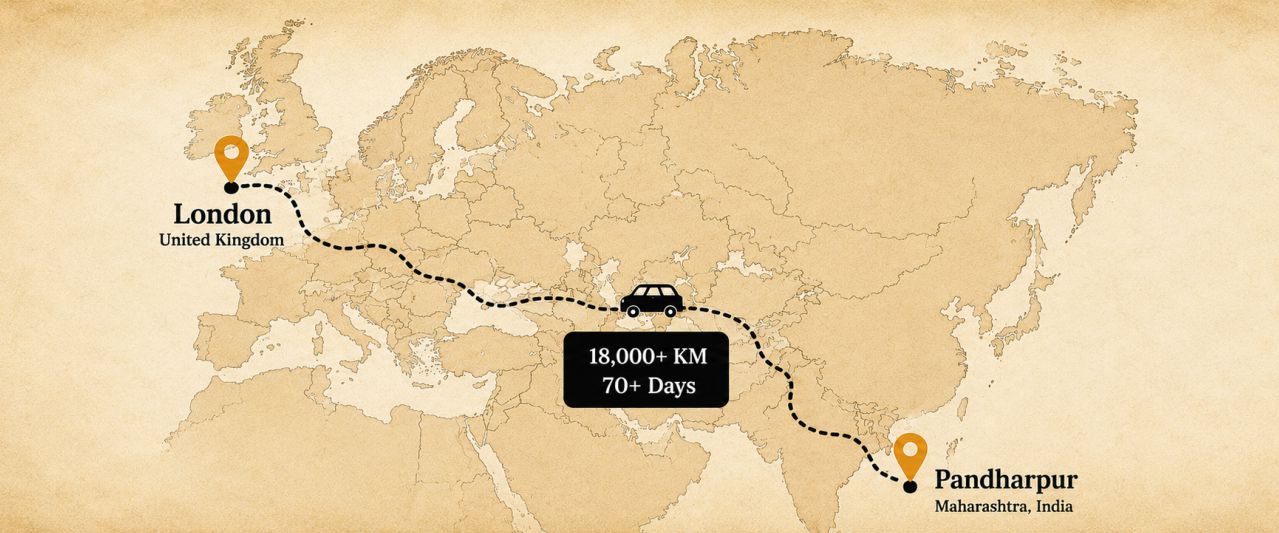 London
United Kingdom
18,000+ KM
70+ Days
Pandharpur
Maharashtra, India